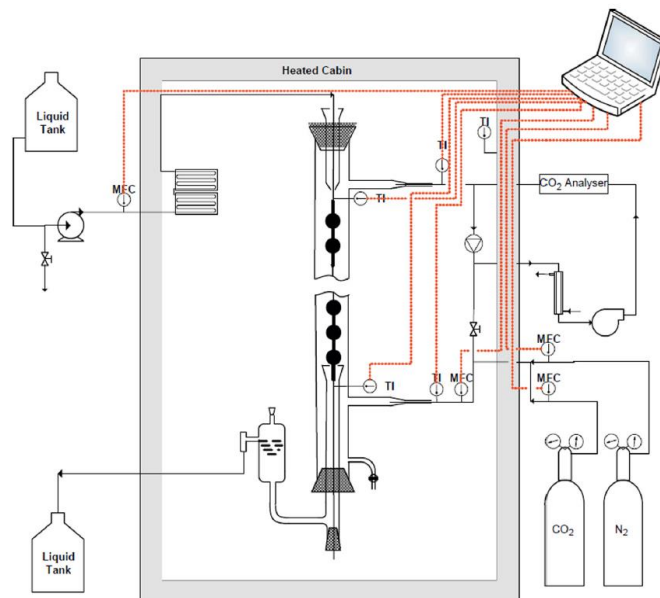 Heated Cabin
Liquid
Tank
MFC
TI
TI
TI
CO₂ Analyser
MFC
TI
TI
MFC
MFC
CO₂
N₂
Liquid
Tank